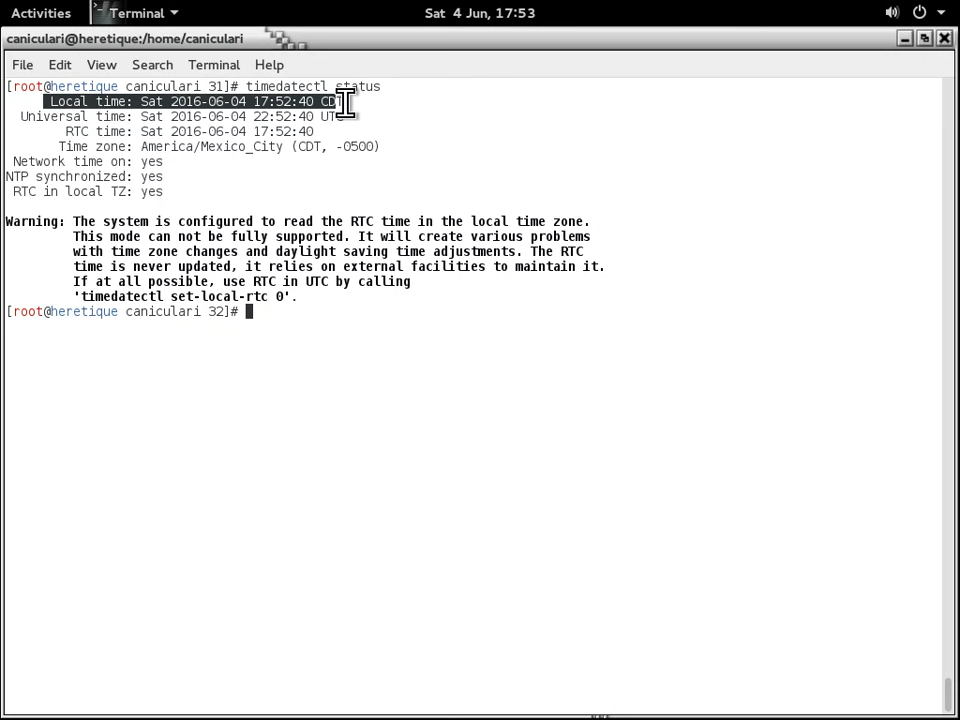 Activities Terminal Sat 4 Jun, 17:53
caniculari@heretique:/home/caniculari
File Edit View Search Terminal Help
[root@heretique caniculari 31]# timedatectl status
Local time: Sat 2016-06-04 17:52:40 CDT
Universal time: Sat 2016-06-04 22:52:40 UTC
RTC time: Sat 2016-06-04 17:52:40
Time zone: America/Mexico_City (CDT, -0500)
Network time on: yes
NTP synchronized: yes
RTC in local TZ: yes
Warning: The system is configured to read the RTC time in the local time zone.
This mode can not be fully supported. It will create various problems
with time zone changes and daylight saving time adjustments. The RTC
time is never updated, it relies on external facilities to maintain it.
If at all possible, use RTC in UTC by calling
'timedatectl set-local-rtc 0'.
[root@heretique caniculari 32]#